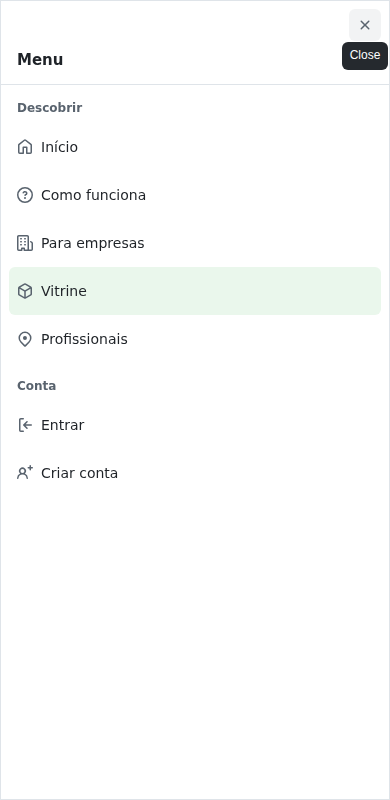 Close
Menu
Descobrir
Início
Como funciona
Para empresas
Vitrine
Profissionais
Conta
Entrar
Criar conta